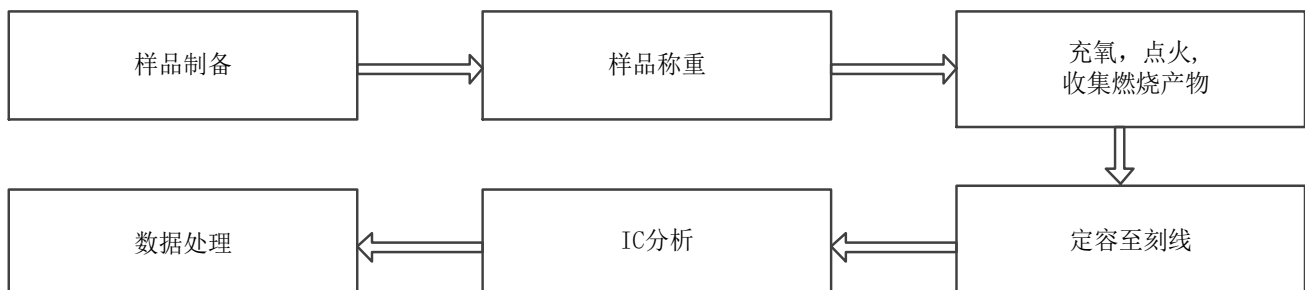 样品制备
样品称重
充氧，点火,
收集燃烧产物
定容至刻线
IC分析
数据处理